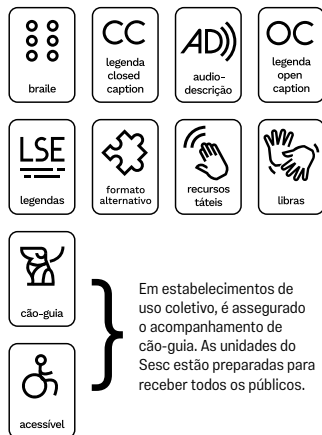 braile
CC
legenda
closed
caption
AD))
audio-
descrição
OC
legenda
open
caption
LSE
legendas
formato
alternativo
recursos
táteis
libras
cão-guia
acessível
Em estabelecimentos de
uso coletivo, é assegurado
o acompanhamento de
cão-guia. As unidades do
Sesc estão preparadas para
receber todos os públicos.